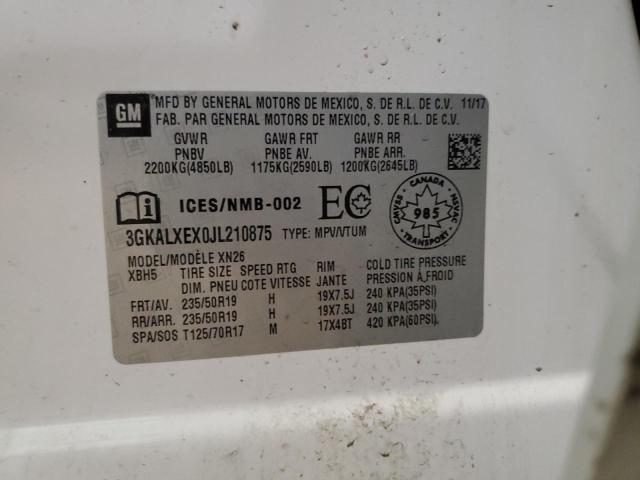 GM
MFD BY GENERAL MOTORS DE MEXICO, S. DE R.L. DE C.V. 11/17
FAB. PAR GENERAL MOTORS DE MEXICO, S. DE R.L. DE C.V.
GVWR GAWR FRT GAWR RR
PNBV PNBE AV. PNBE ARR.
2200KG(4850LB) 1175KG(2590LB) 1200KG(2645LB)
ICES/NMB-002 EC
CANADA
CMVSS 985 NSVAC
TRANSPORT
3GKALXEX0JL210875 TYPE: MPV/VTUM
MODEL/MODÈLE XN26
XBH5 TIRE SIZE SPEED RTG RIM COLD TIRE PRESSURE
DIM. PNEU COTE VITESSE JANTE PRESSION À FROID
FRT/AV. 235/50R19 H 19X7.5J 240 KPA(35PSI)
RR/ARR. 235/50R19 H 19X7.5J 240 KPA(35PSI)
SPA/SOS T125/70R17 M 17X4BT 420 KPA(60PSI)